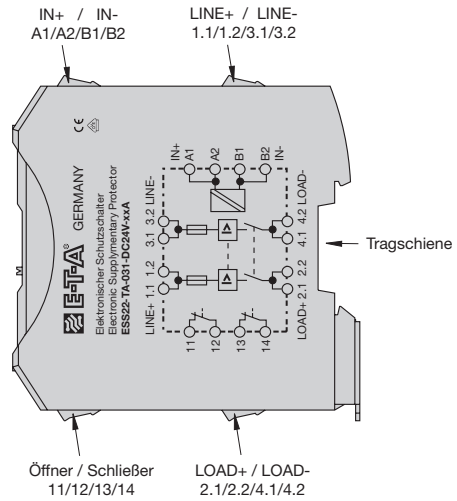 IN+ / IN-
A1/A2/B1/B2
LINE+ / LINE-
1.1/1.2/3.1/3.2
CE
E-T-A® GERMANY
Elektronischer Schutzschalter
Electronic Supplymentary Protector
ESS22-TA-031-DC24V-xxA
IN+
A1
A2
B1
B2
IN-
LINE-
3.2
3.1
4.2
LOAD-
4.1
1.2
LINE+ 1.1
2.2
LOAD+ 2.1
11
12
13
14
Tragschiene
Öffner / Schließer
11/12/13/14
LOAD+ / LOAD-
2.1/2.2/4.1/4.2